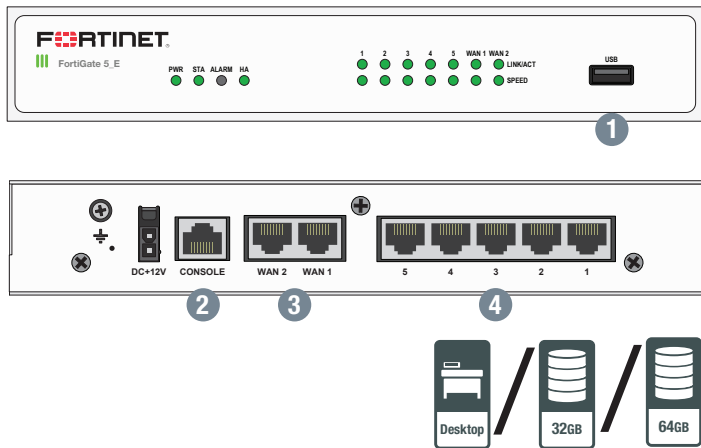 FORTINET®
FortiGate 5_E
PWR STA ALARM HA
1 2 3 4 5 WAN 1 WAN 2
LINK/ACT
SPEED
USB
1
DC+12V CONSOLE WAN 2 WAN 1 5 4 3 2 1
2 3 4
Desktop / 32GB / 64GB